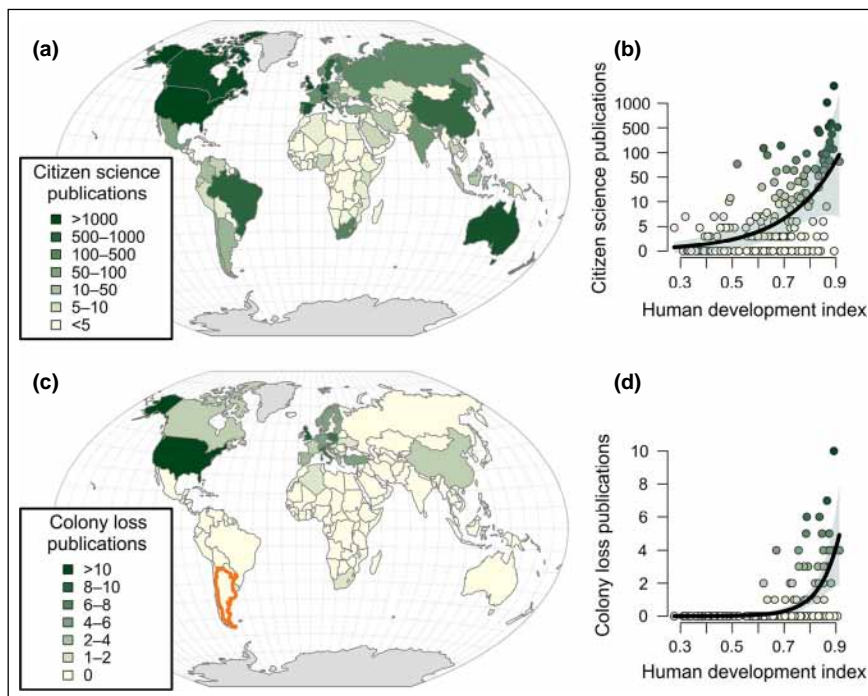 (a)
Citizen science
publications
>1000
500–1000
100–500
50–100
10–50
5–10
<5
(b)
Citizen science publications
1000
500
100
50
10
5
0
0.3 0.5 0.7 0.9
Human development index
(c)
Colony loss
publications
>10
8–10
6–8
4–6
2–4
1–2
0
(d)
Colony loss publications
10
8
6
4
2
0
0.3 0.5 0.7 0.9
Human development index